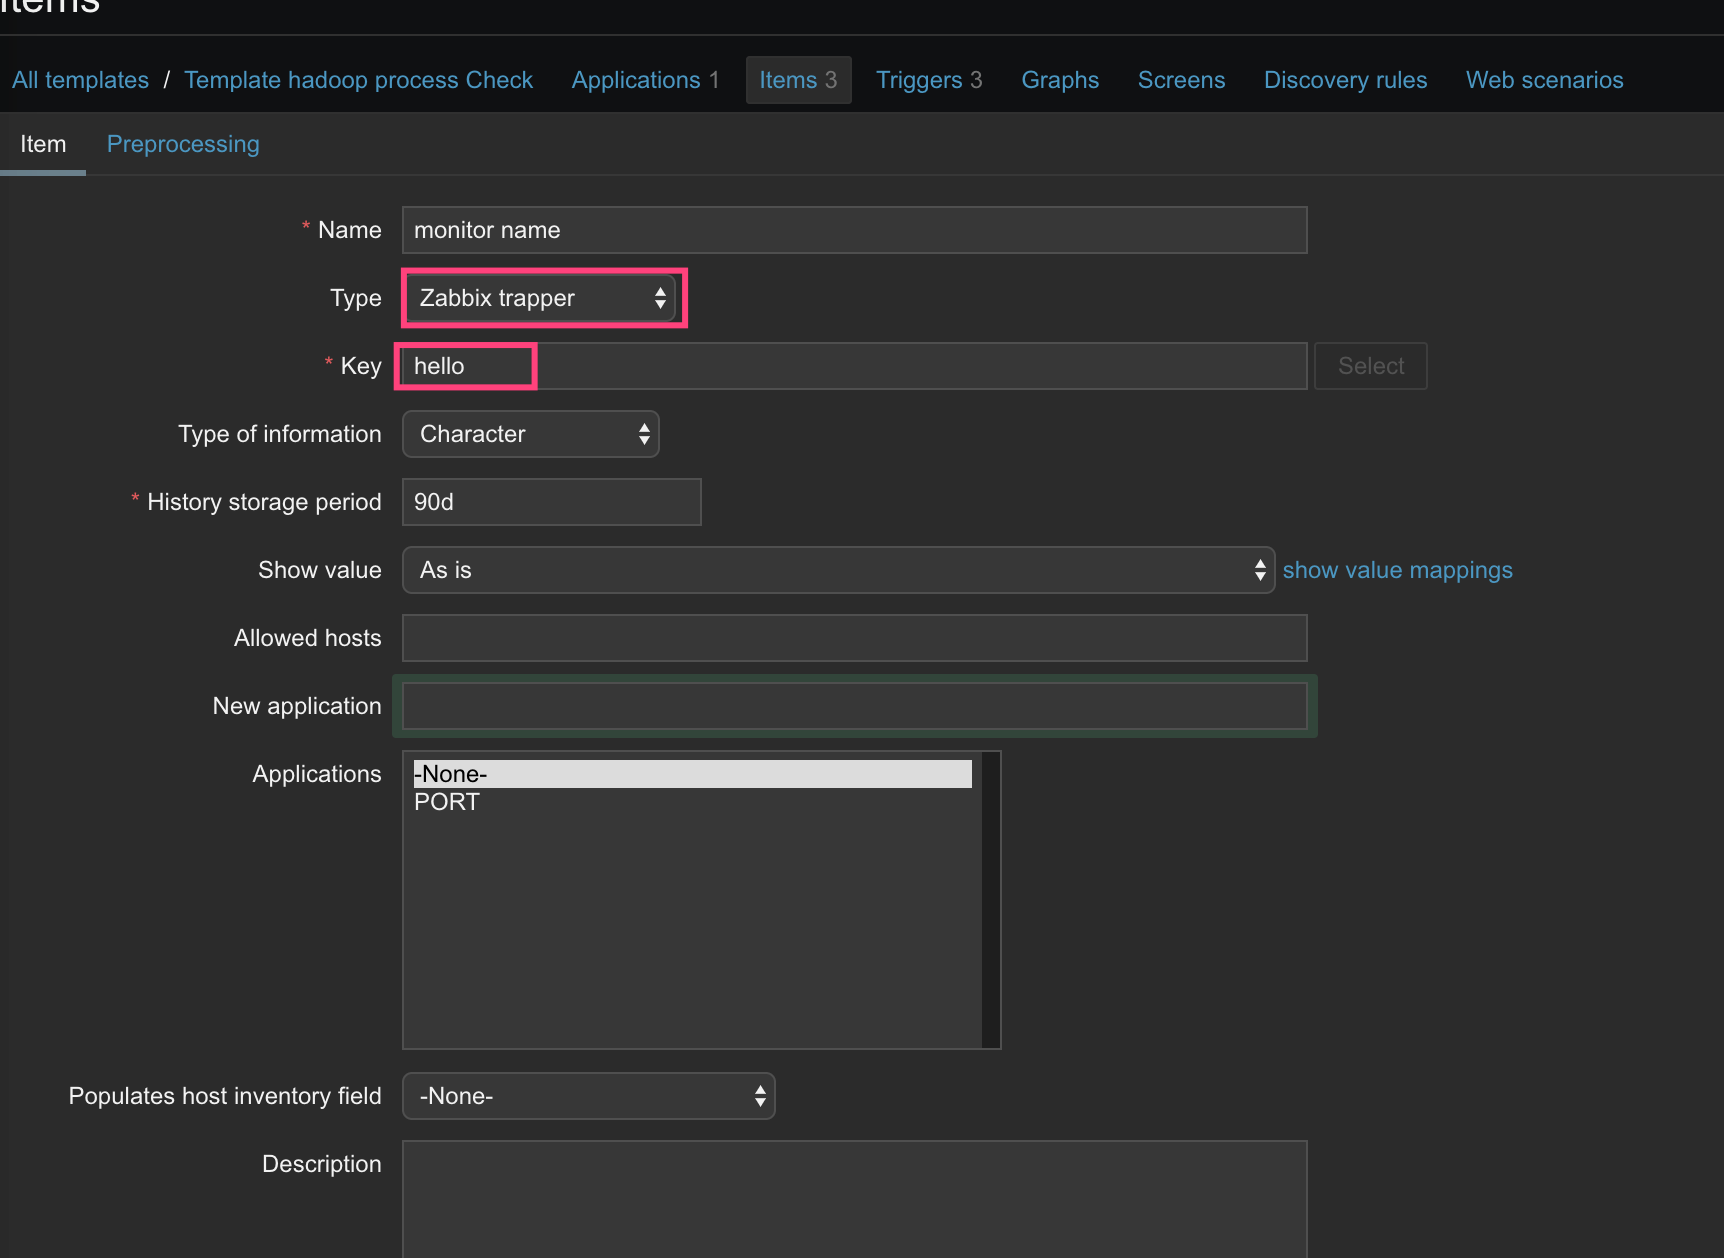 Items
All templates / Template hadoop process Check Applications 1 Items 3 Triggers 3 Graphs Screens Discovery rules Web scenarios
Item Preprocessing
* Name monitor name
Type Zabbix trapper
* Key hello Select
Type of information Character
* History storage period 90d
Show value As is show value mappings
Allowed hosts
New application
Applications -None-
PORT
Populates host inventory field -None-
Description